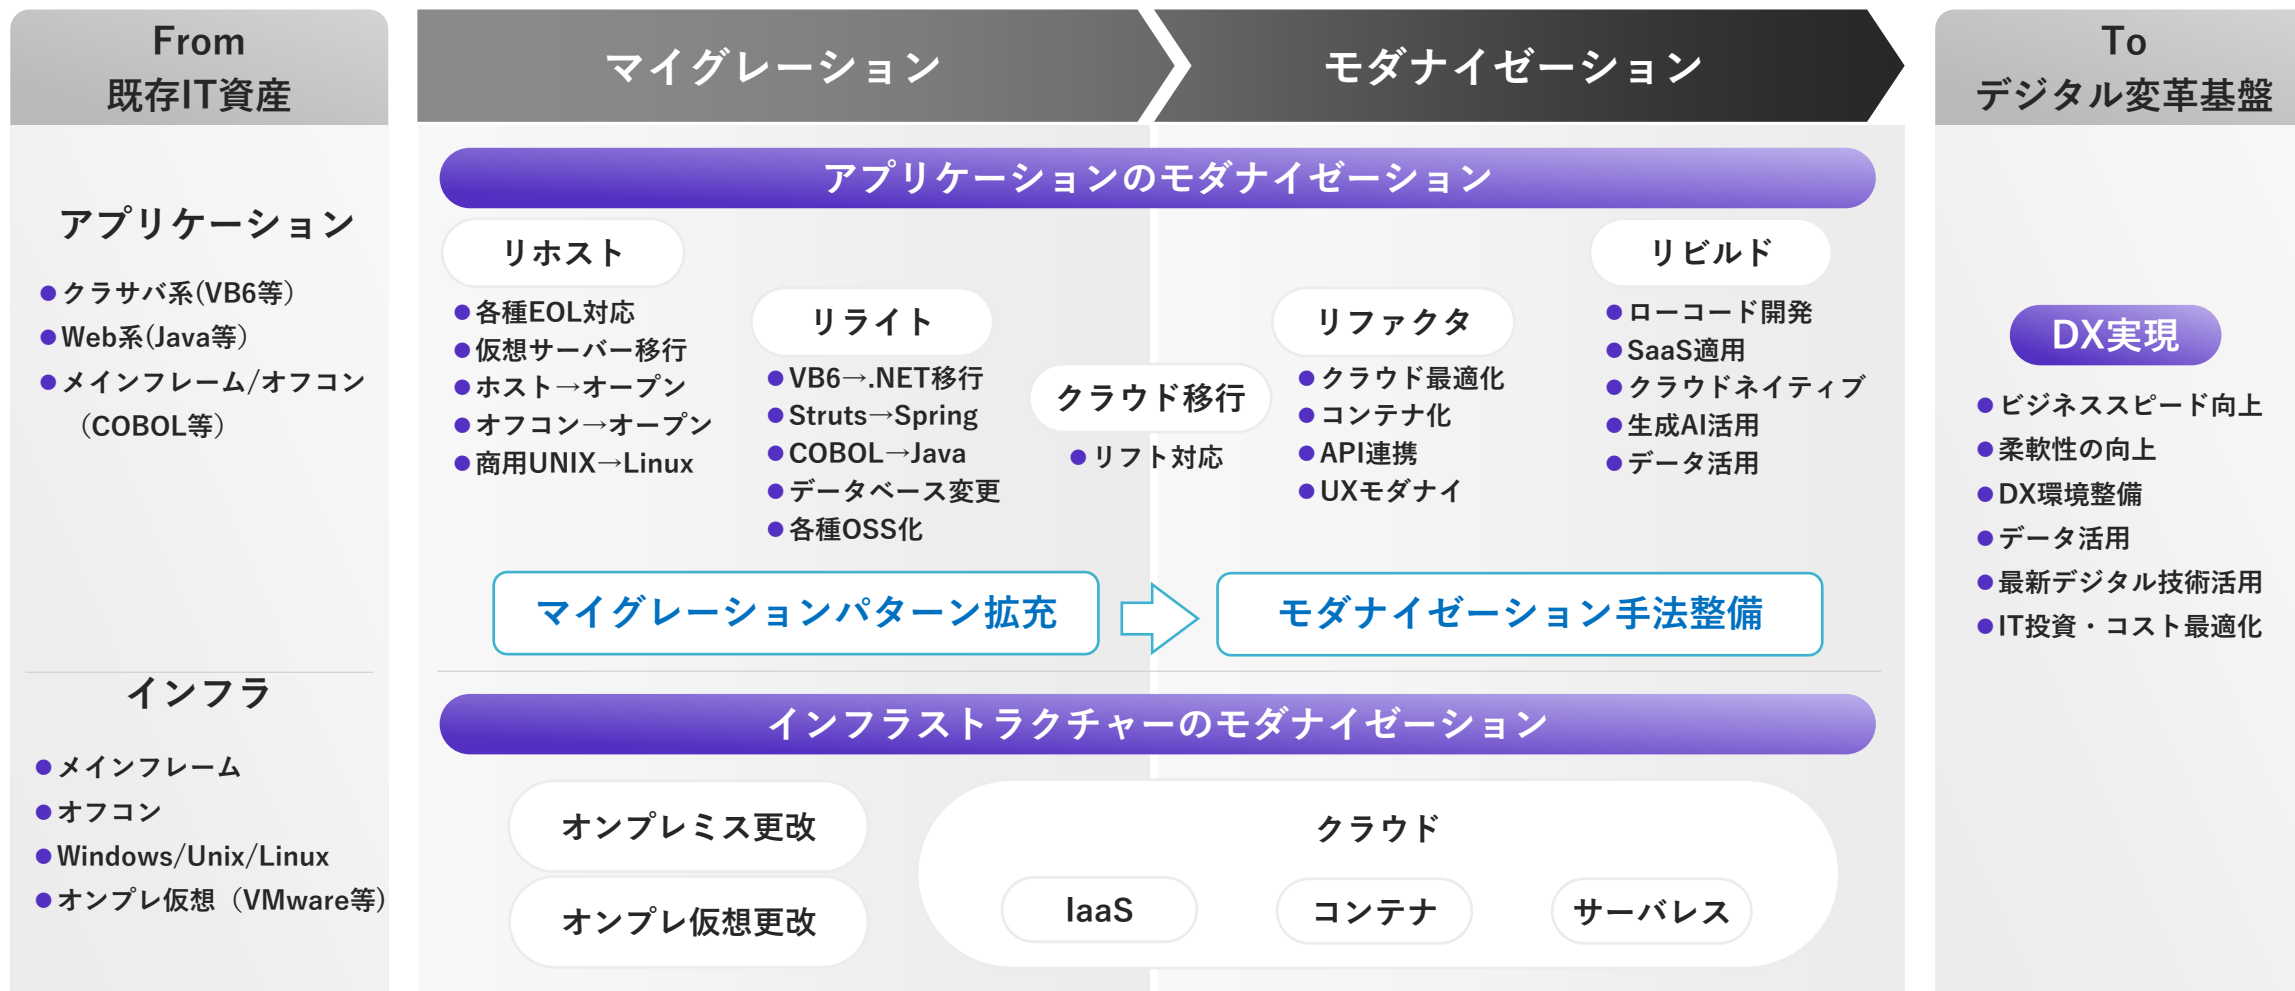 From
既存IT資産
アプリケーション
●クラサバ系(VB6等）
●Web系(Java等）
●メインフレーム/オフコン
（COBOL等）
インフラ
●メインフレーム
●オフコン
●Windows/Unix/Linux
●オンプレ仮想（VMware等)
マイグレーション
モダナイゼーション
アプリケーションのモダナイゼーション
リホスト
●各種EOL対応
●仮想サーバー移行
●ホスト→オープン
●オフコン→オープン
●商用UNIX→Linux
リライト
●VB6→.NET移行
●Struts→Spring
●COBOL→Java
●データベース変更
●各種OSS化
クラウド移行
●リフト対応
リファクタ
●クラウド最適化
●コンテナ化
●API連携
●UXモダナイ
リビルド
●ローコード開発
●SaaS適用
●クラウドネイティブ
●生成AI活用
●データ活用
マイグレーションパターン拡充
モダナイゼーション手法整備
インフラストラクチャーのモダナイゼーション
オンプレミス更改
オンプレ仮想更改
クラウド
IaaS
コンテナ
サーバレス
To
デジタル変革基盤
DX実現
●ビジネススピード向上
●柔軟性の向上
●DX環境整備
●データ活用
●最新デジタル技術活用
●IT投資・コスト最適化